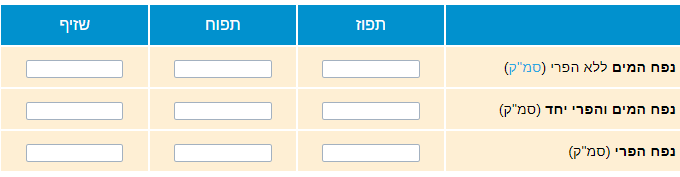 תפוז תפוח שזיף
נפח המים ללא הפרי (סמ"ק)
נפח המים והפרי יחד (סמ"ק)
נפח הפרי (סמ"ק)